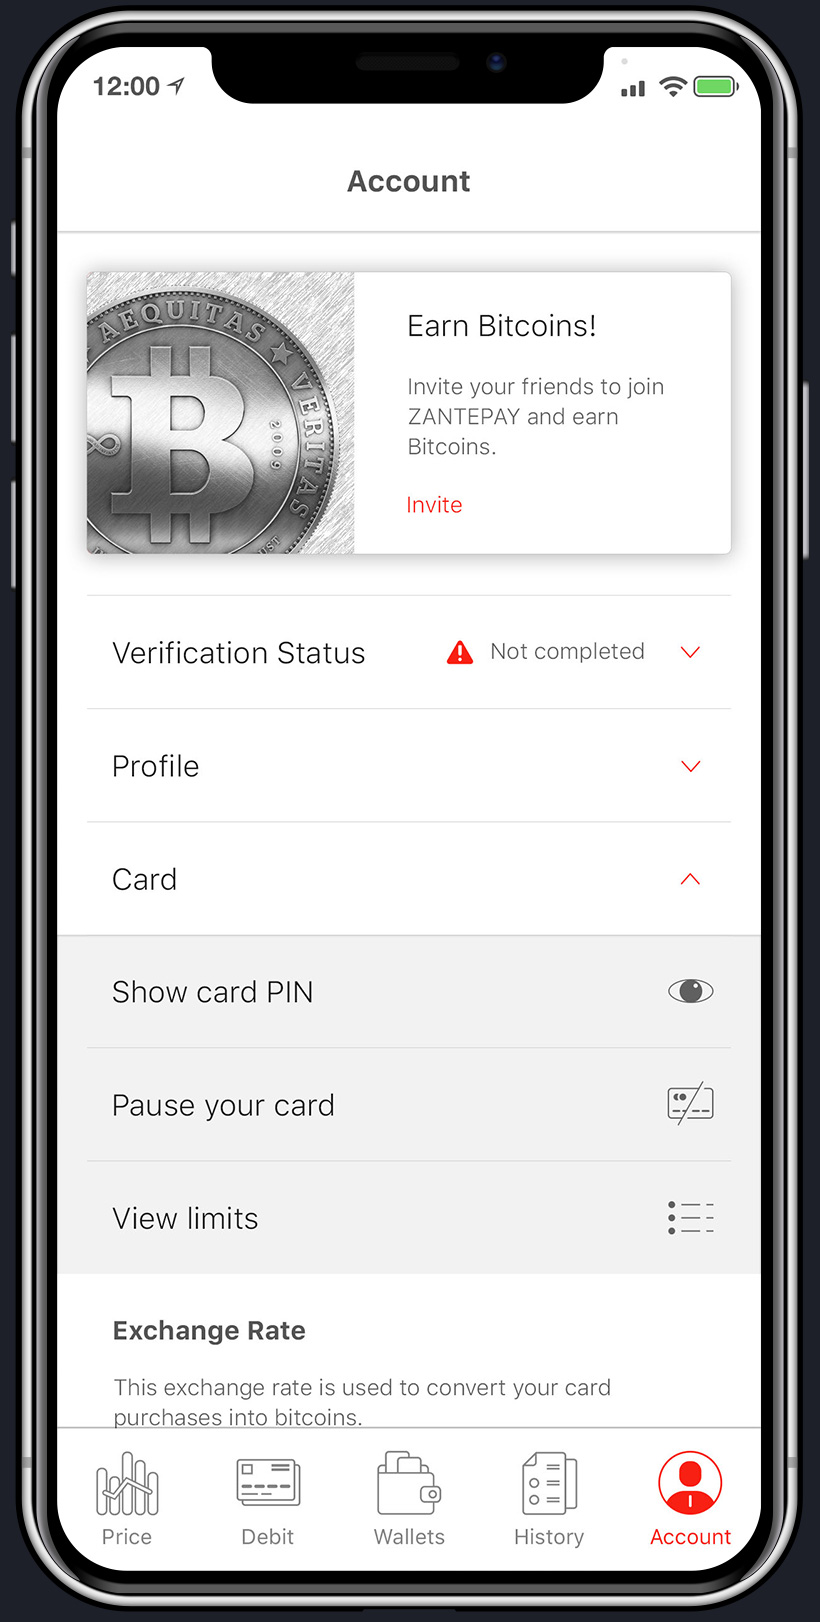 12:00
Account
AEQUITAS
VERITAS
2009
Earn Bitcoins!
Invite your friends to join
ZANTEPAY and earn
Bitcoins.
Invite
Verification Status
Not completed
Profile
Card
Show card PIN
Pause your card
View limits
Exchange Rate
This exchange rate is used to convert your card
purchases into bitcoins.
Price
Debit
Wallets
History
Account